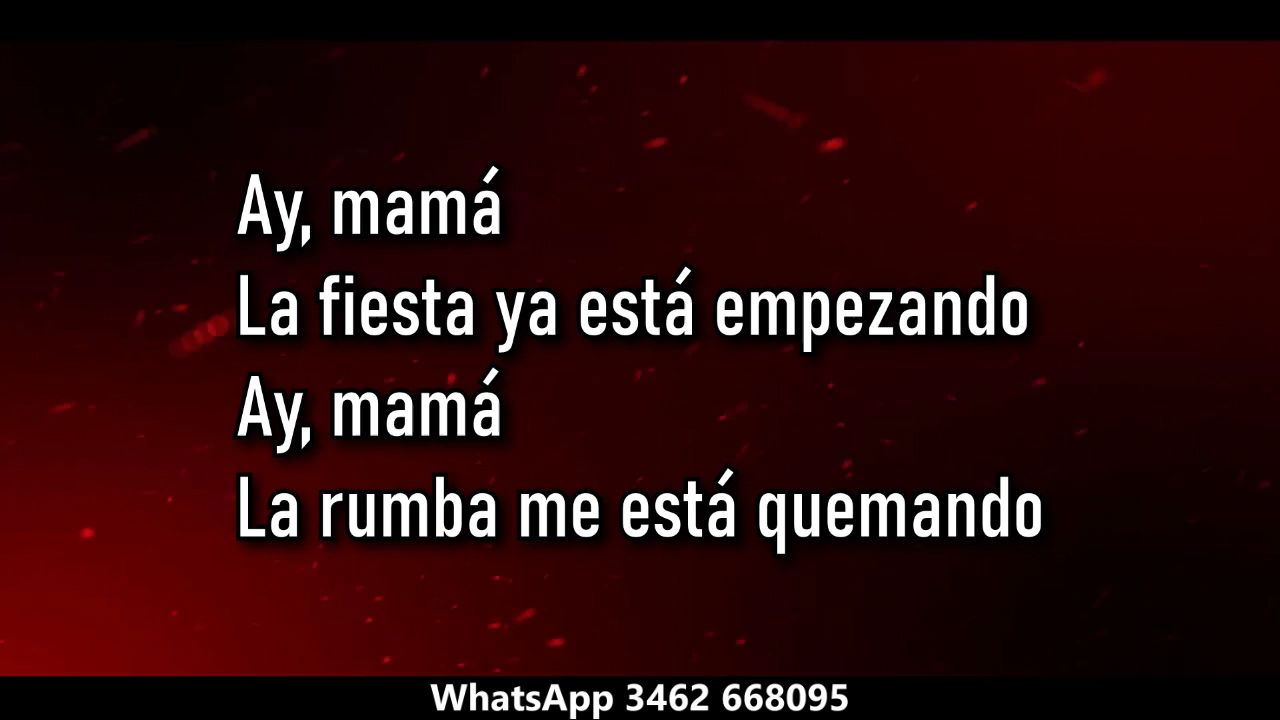 Ay, mamá
La fiesta ya está empezando
Ay, mamá
La rumba me está quemando
WhatsApp 3462 668095